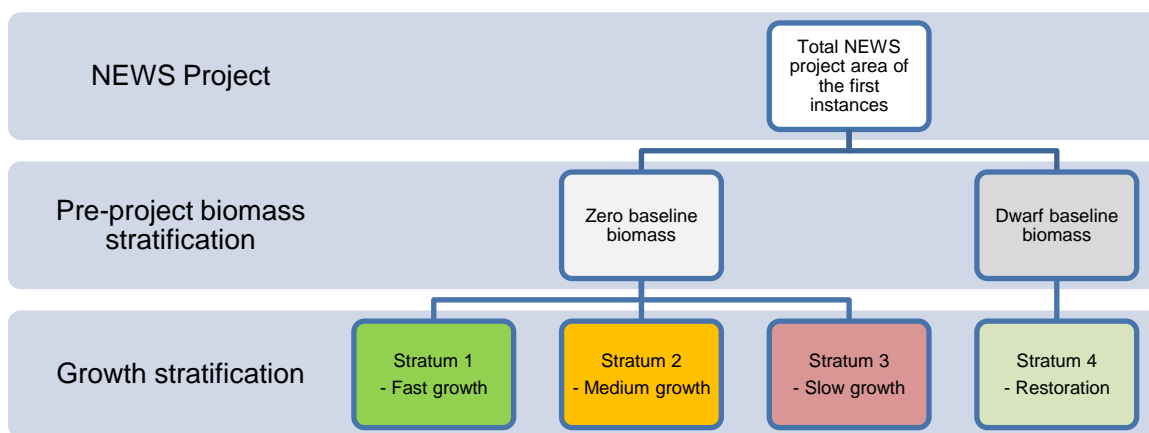 NEWS Project
Total NEWS
project area of
the first
instances
Pre-project biomass
stratification
Zero baseline
biomass
Dwarf baseline
biomass
Growth stratification
Stratum 1
- Fast growth
Stratum 2
- Medium growth
Stratum 3
- Slow growth
Stratum 4
- Restoration